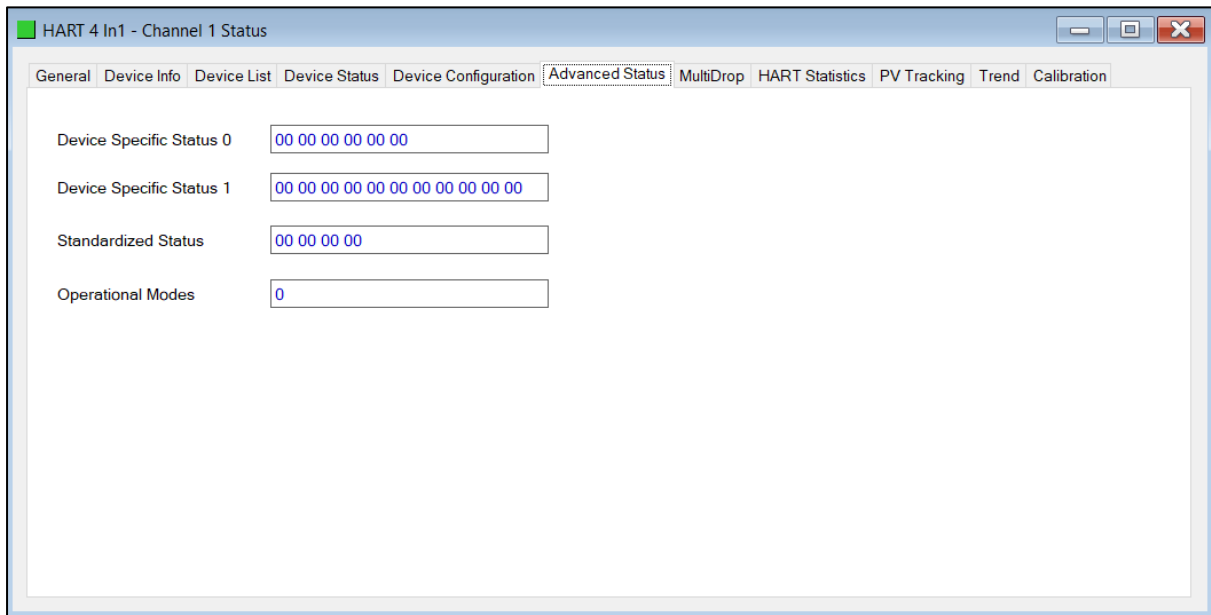 HART 4 In1 - Channel 1 Status
General Device Info Device List Device Status Device Configuration Advanced Status MultiDrop HART Statistics PV Tracking Trend Calibration
Device Specific Status 0 00 00 00 00 00 00
Device Specific Status 1 00 00 00 00 00 00 00 00 00 00 00
Standardized Status 00 00 00 00
Operational Modes 0